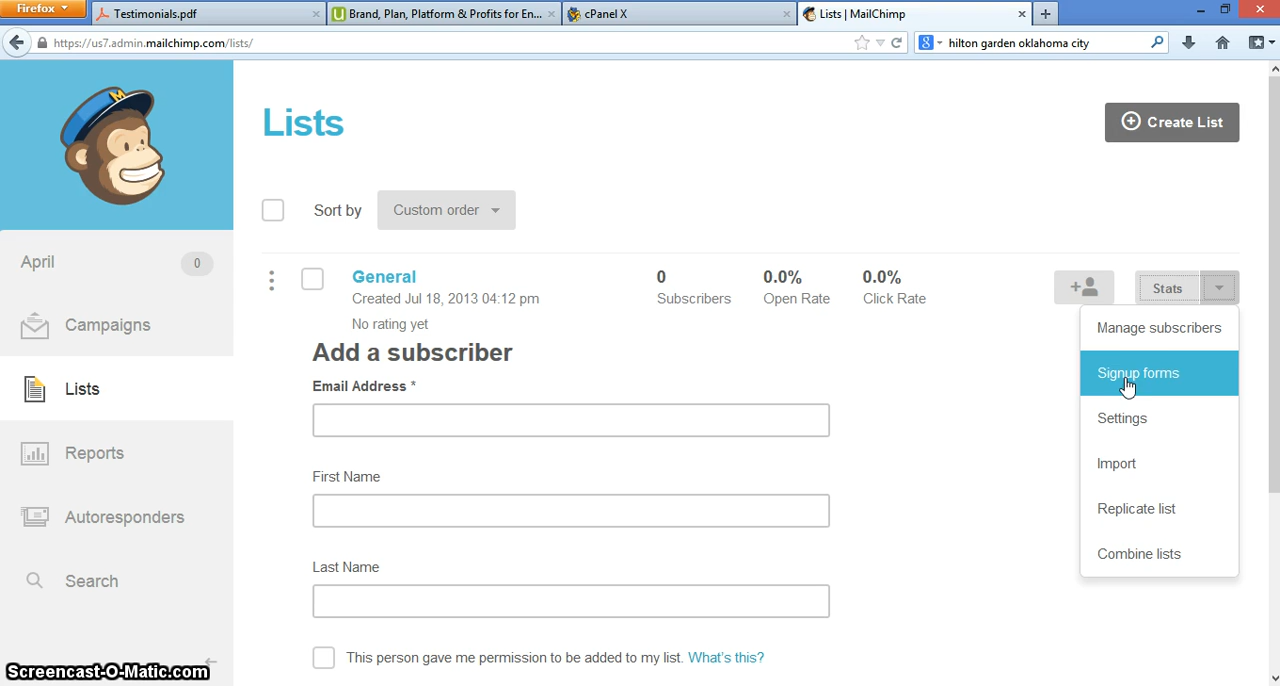 Firefox
Testimonials.pdf
Brand, Plan, Platform & Profits for En...
cPanel X
Lists | MailChimp
https://us7.admin.mailchimp.com/lists/
hilton garden oklahoma city
Lists
Create List
Sort by
Custom order
April
0
Campaigns
Lists
Reports
Autoresponders
Search
General
Created Jul 18, 2013 04:12 pm
No rating yet
0
Subscribers
0.0%
Open Rate
0.0%
Click Rate
Stats
Manage subscribers
Signup forms
Settings
Import
Replicate list
Combine lists
Add a subscriber
Email Address *
First Name
Last Name
This person gave me permission to be added to my list. What's this?
Screencast-O-Matic.com